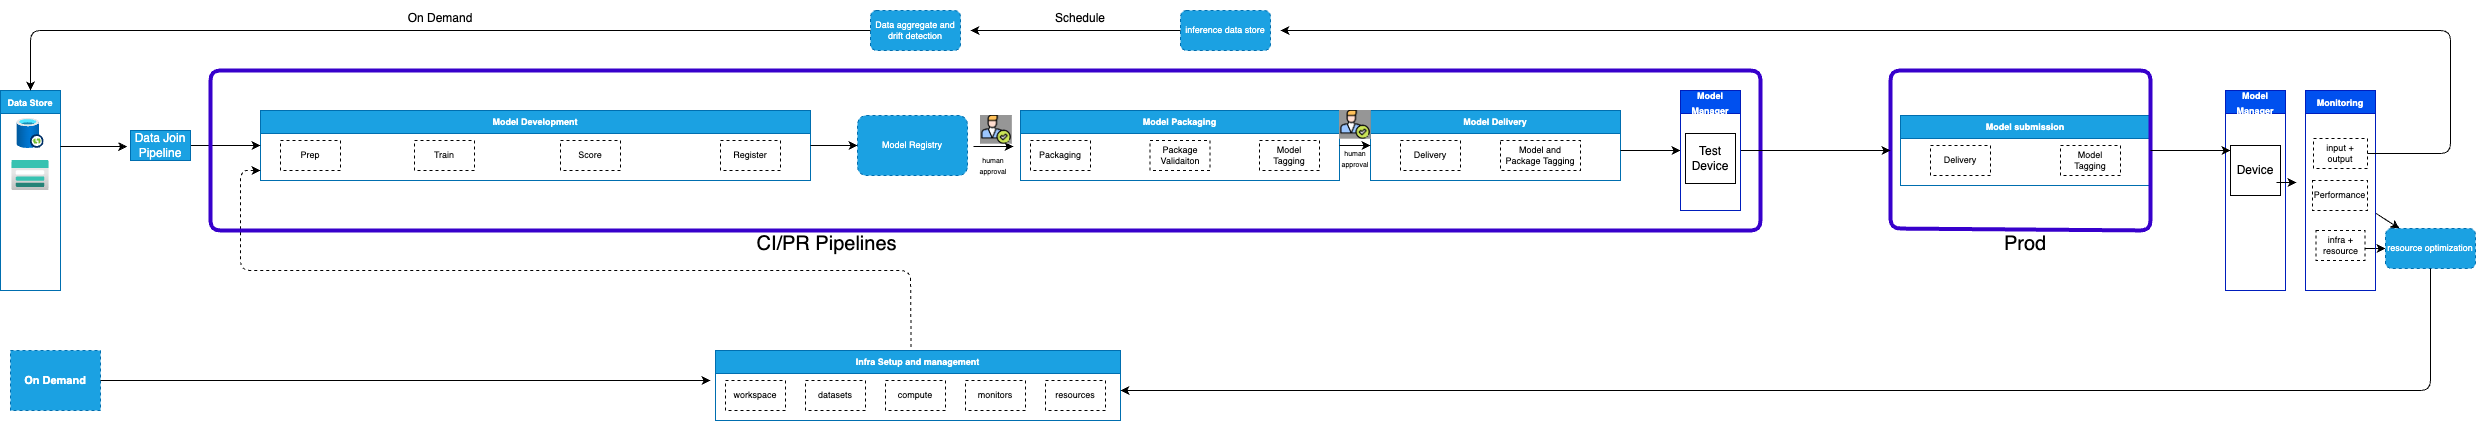 On Demand
Schedule
Data aggregate and
drift detection
inference data store
Data Store
Data Join
Pipeline
Model Development
Prep
Train
Score
Register
Model Registry
human
approval
Model Packaging
Packaging
Package
Validaiton
Model
Tagging
human
approval
Model Delivery
Delivery
Model and
Package Tagging
Model
Manager
Test
Device
CI/PR Pipelines
Model submission
Delivery
Model
Tagging
Prod
Model
Manager
Device
Monitoring
input +
output
Performance
infra +
resource
resource optimization
On Demand
Infra Setup and management
workspace
datasets
compute
monitors
resources